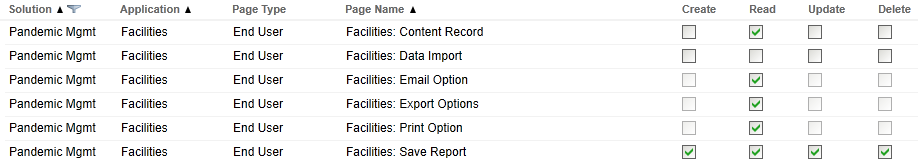 Solution Application Page Type Page Name Create Read Update Delete
Pandemic Mgmt Facilities End User Facilities: Content Record
Pandemic Mgmt Facilities End User Facilities: Data Import
Pandemic Mgmt Facilities End User Facilities: Email Option
Pandemic Mgmt Facilities End User Facilities: Export Options
Pandemic Mgmt Facilities End User Facilities: Print Option
Pandemic Mgmt Facilities End User Facilities: Save Report